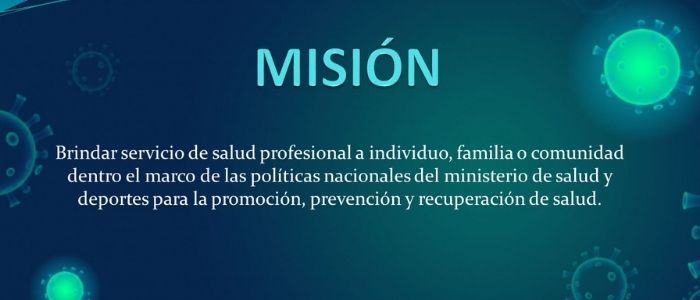 MISIÓN
Brindar servicio de salud profesional a individuo, familia o comunidad
dentro el marco de las políticas nacionales del ministerio de salud y
deportes para la promoción, prevención y recuperación de salud.